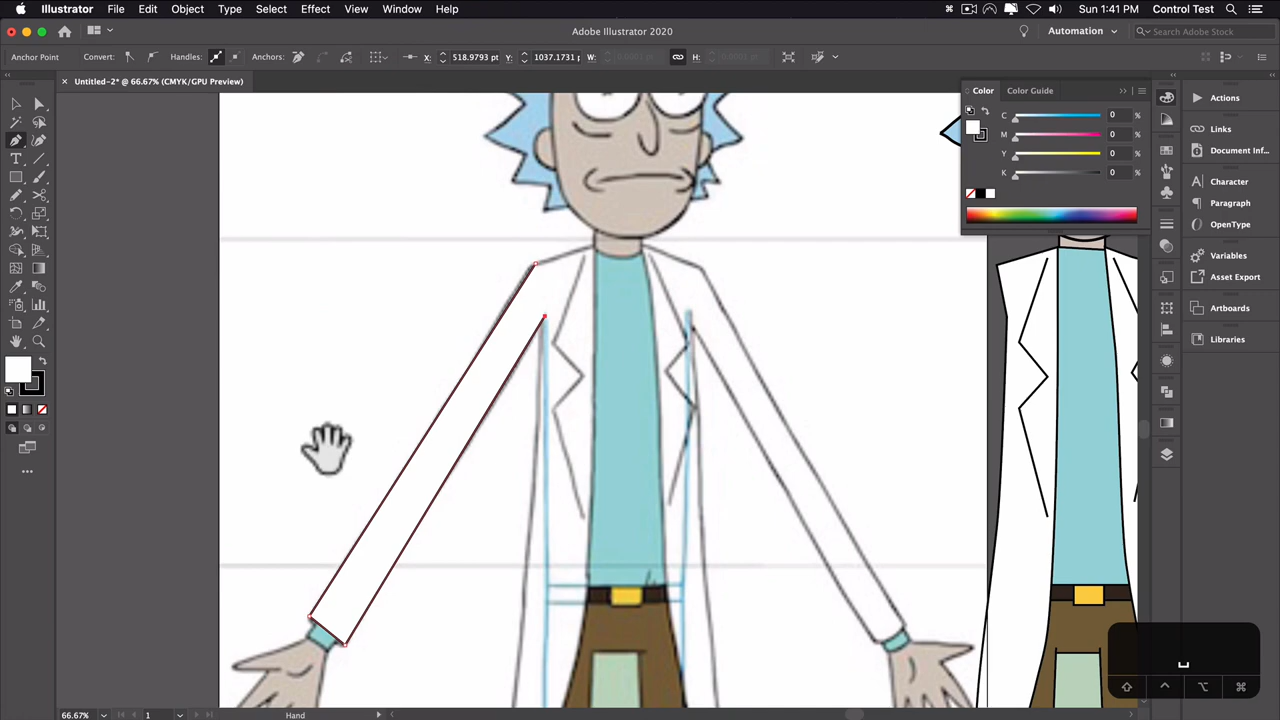 Illustrator File Edit Object Type Select Effect View Window Help Sun 1:41 PM Control Test
Adobe Illustrator 2020 Automation Search Adobe Stock
Anchor Point Convert: Handles: Anchors: X: 518.9793 pt Y: 1037.1731 p W: H:
Untitled-2* @ 66.67% (CMYK/GPU Preview)
Color Color Guide
C 0 %
M 0 %
Y 0 %
K 0 %
Actions
Links
Document Inf...
Character
Paragraph
OpenType
Variables
Asset Export
Artboards
Libraries
66.67% 1 Hand